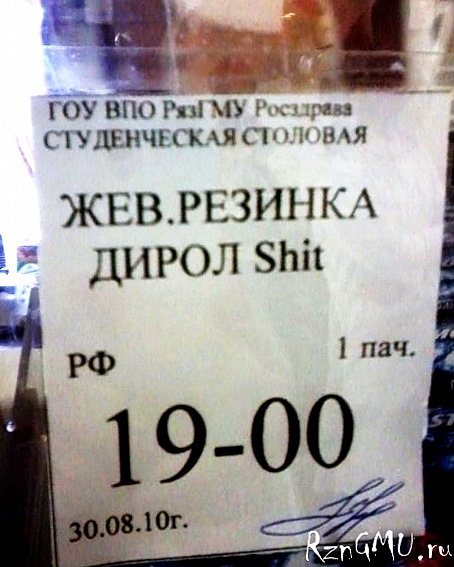 ГОУ ВПО РязГМУ Росздрава
СТУДЕНЧЕСКАЯ СТОЛОВАЯ
ЖЕВ.РЕЗИНКА
ДИРОЛ Shit
РФ 1 пач.
19-00
30.08.10г.
RznGMU.ru